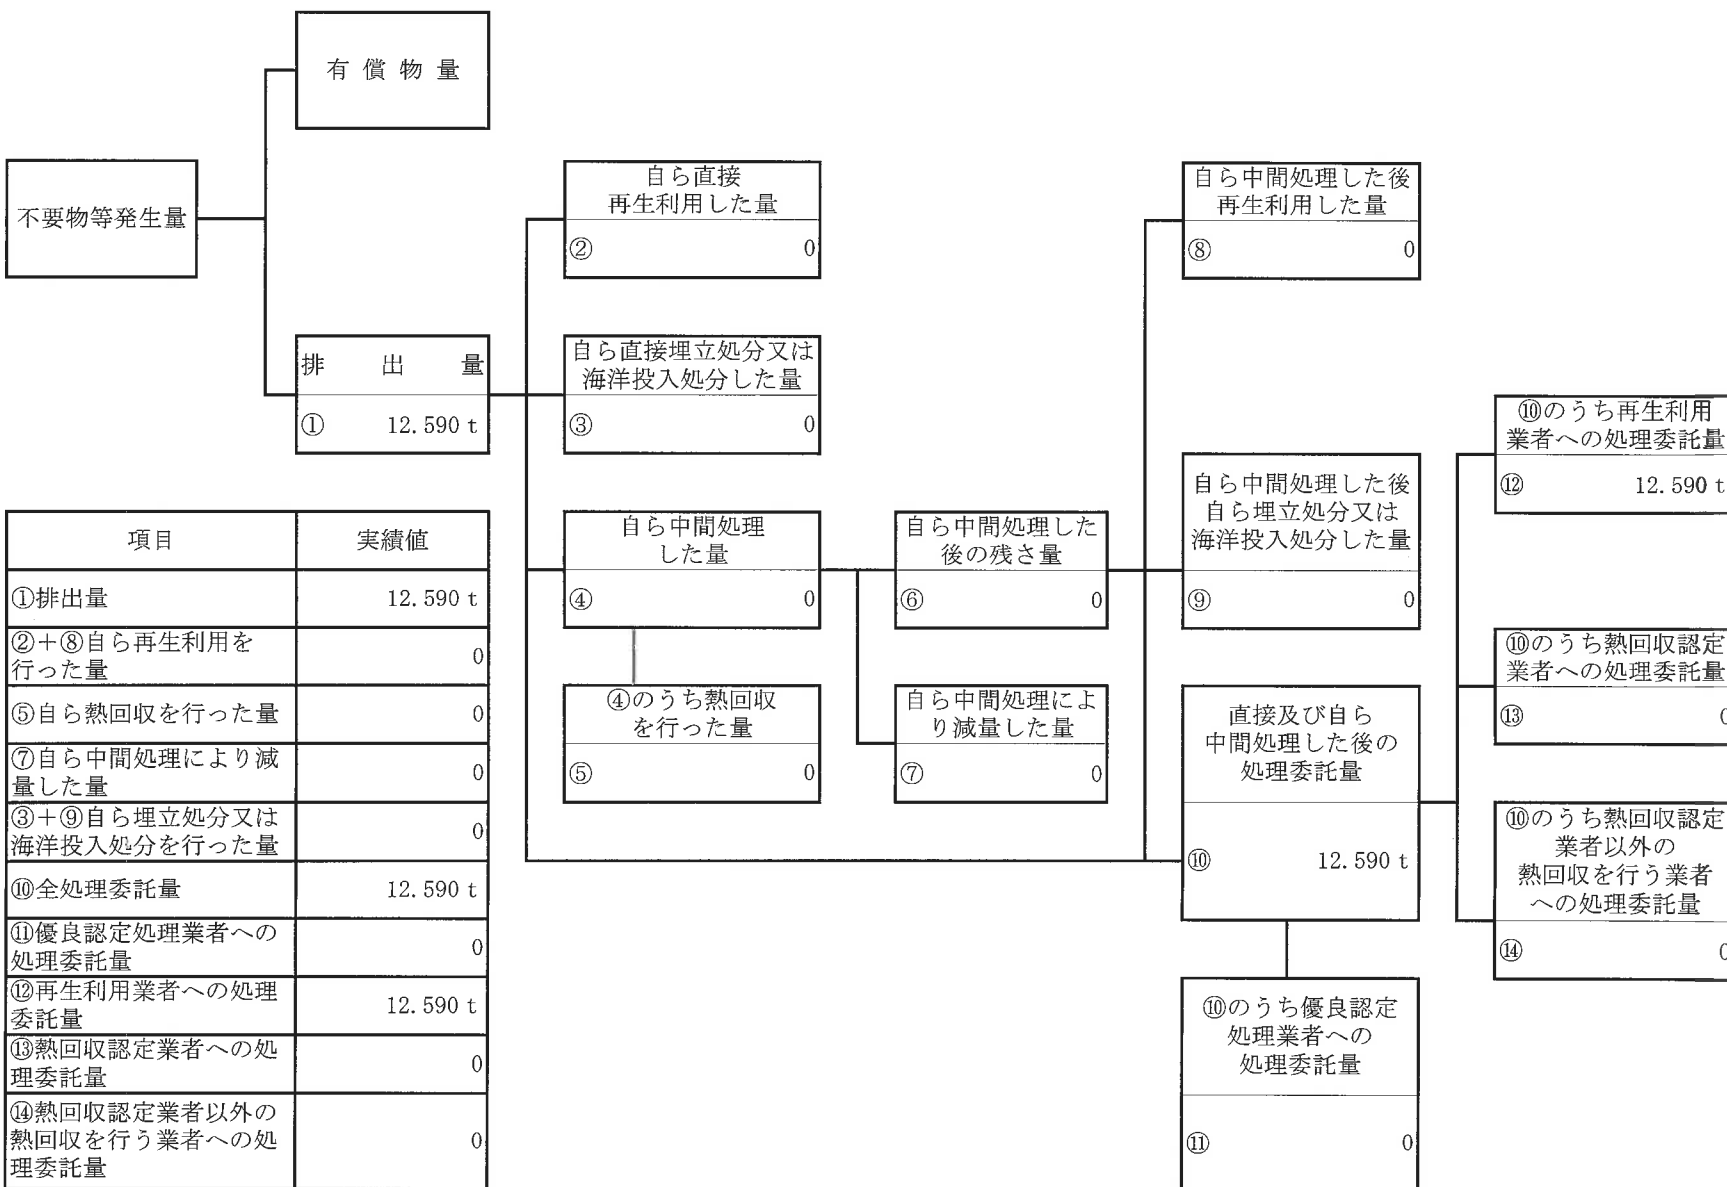 有償物量
不要物等発生量
排出量
① 12.590 t
自ら直接
再生利用した量
② 0
自ら直接埋立処分又は
海洋投入処分した量
③ 0
自ら中間処理
した量
④ 0
④のうち熱回収
を行った量
⑤ 0
自ら中間処理した
後の残さ量
⑥ 0
自ら中間処理によ
り減量した量
⑦ 0
自ら中間処理した後
再生利用した量
⑧ 0
自ら中間処理した後
自ら埋立処分又は
海洋投入処分した量
⑨ 0
直接及び自ら
中間処理した後の
処理委託量
⑩ 12.590 t
⑩のうち優良認定
処理業者への
処理委託量
⑪ 0
⑩のうち再生利用
業者への処理委託量
⑫ 12.590 t
⑩のうち熱回収認定
業者への処理委託量
⑬ 0
⑩のうち熱回収認定
業者以外の
熱回収を行う業者
への処理委託量
⑭ 0
項目 実績値
①排出量 12.590 t
②+⑧自ら再生利用を
行った量 0
⑤自ら熱回収を行った量 0
⑦自ら中間処理により減
量した量 0
③+⑨自ら埋立処分又は
海洋投入処分を行った量 0
⑩全処理委託量 12.590 t
⑪優良認定処理業者への
処理委託量 0
⑫再生利用業者への処理
委託量 12.590 t
⑬熱回収認定業者への処
理委託量 0
⑭熱回収認定業者以外の
熱回収を行う業者への処
理委託量 0